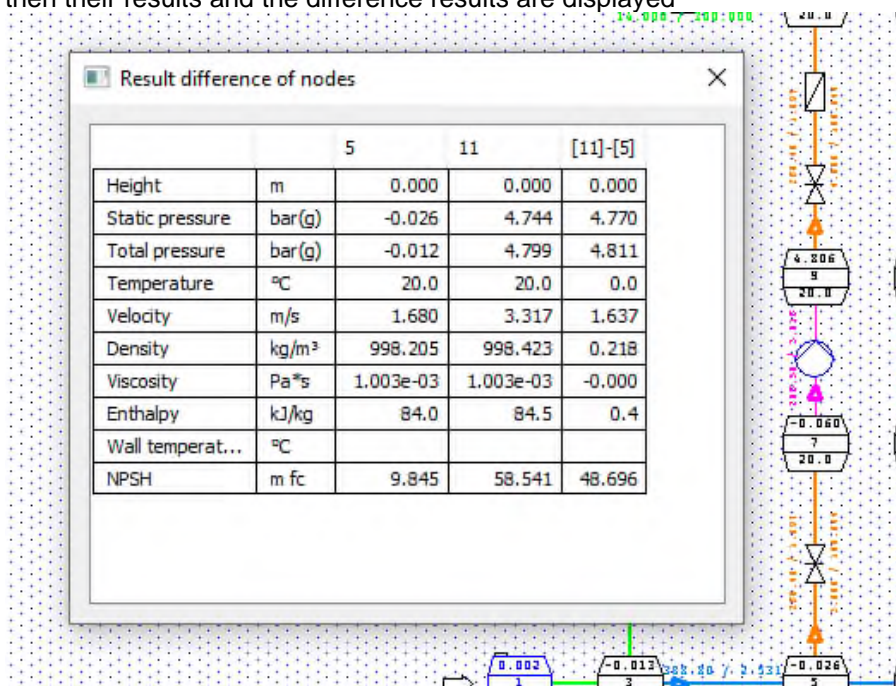 then their results and the difference results are displayed
20.0
Result difference of nodes
5 11 [11]-[5]
Height m 0.000 0.000 0.000
Static pressure bar(g) -0.026 4.744 4.770
Total pressure bar(g) -0.012 4.799 4.811
Temperature °C 20.0 20.0 0.0
Velocity m/s 1.680 3.317 1.637
Density kg/m³ 998.205 998.423 0.218
Viscosity Pa*s 1.003e-03 1.003e-03 -0.000
Enthalpy kJ/kg 84.0 84.5 0.4
Wall temperat... °C
NPSH m fc 9.845 58.541 48.696
4.806
9
20.0
-0.060
7
20.0
0.002
1
-0.013
3
-0.026
5